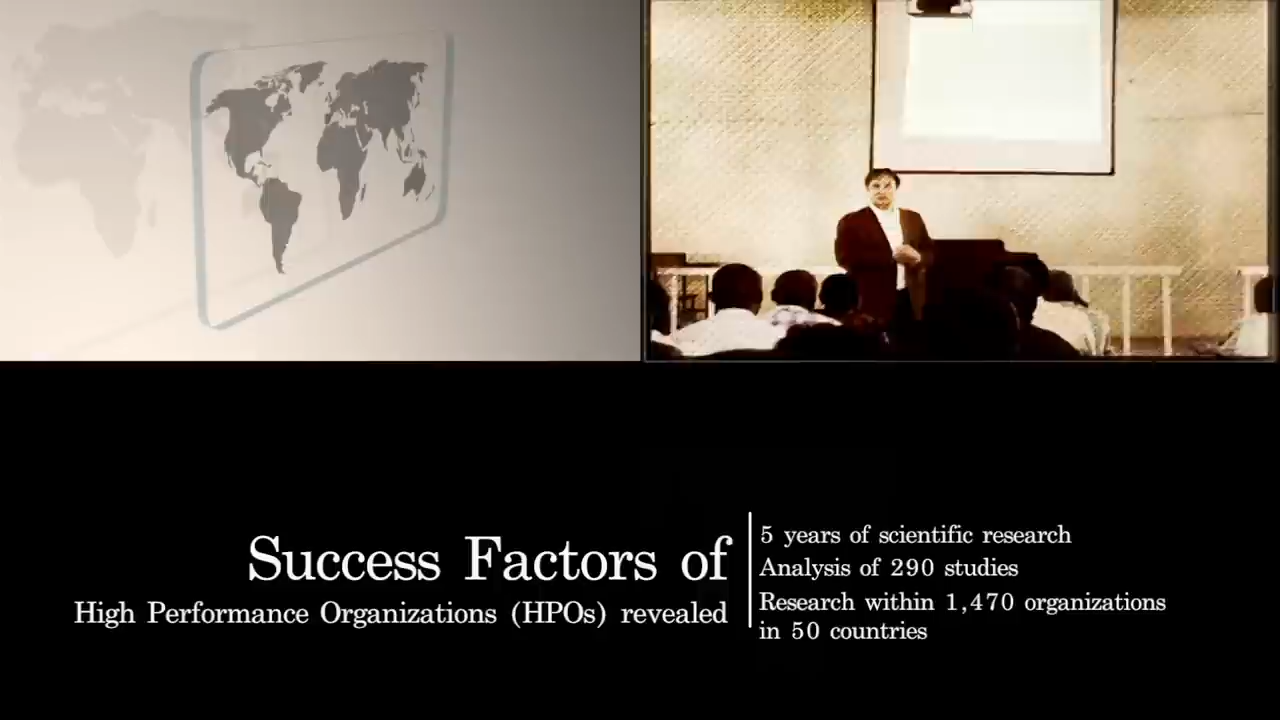 Success Factors of
High Performance Organizations (HPOs) revealed
5 years of scientific research
Analysis of 290 studies
Research within 1,470 organizations
in 50 countries